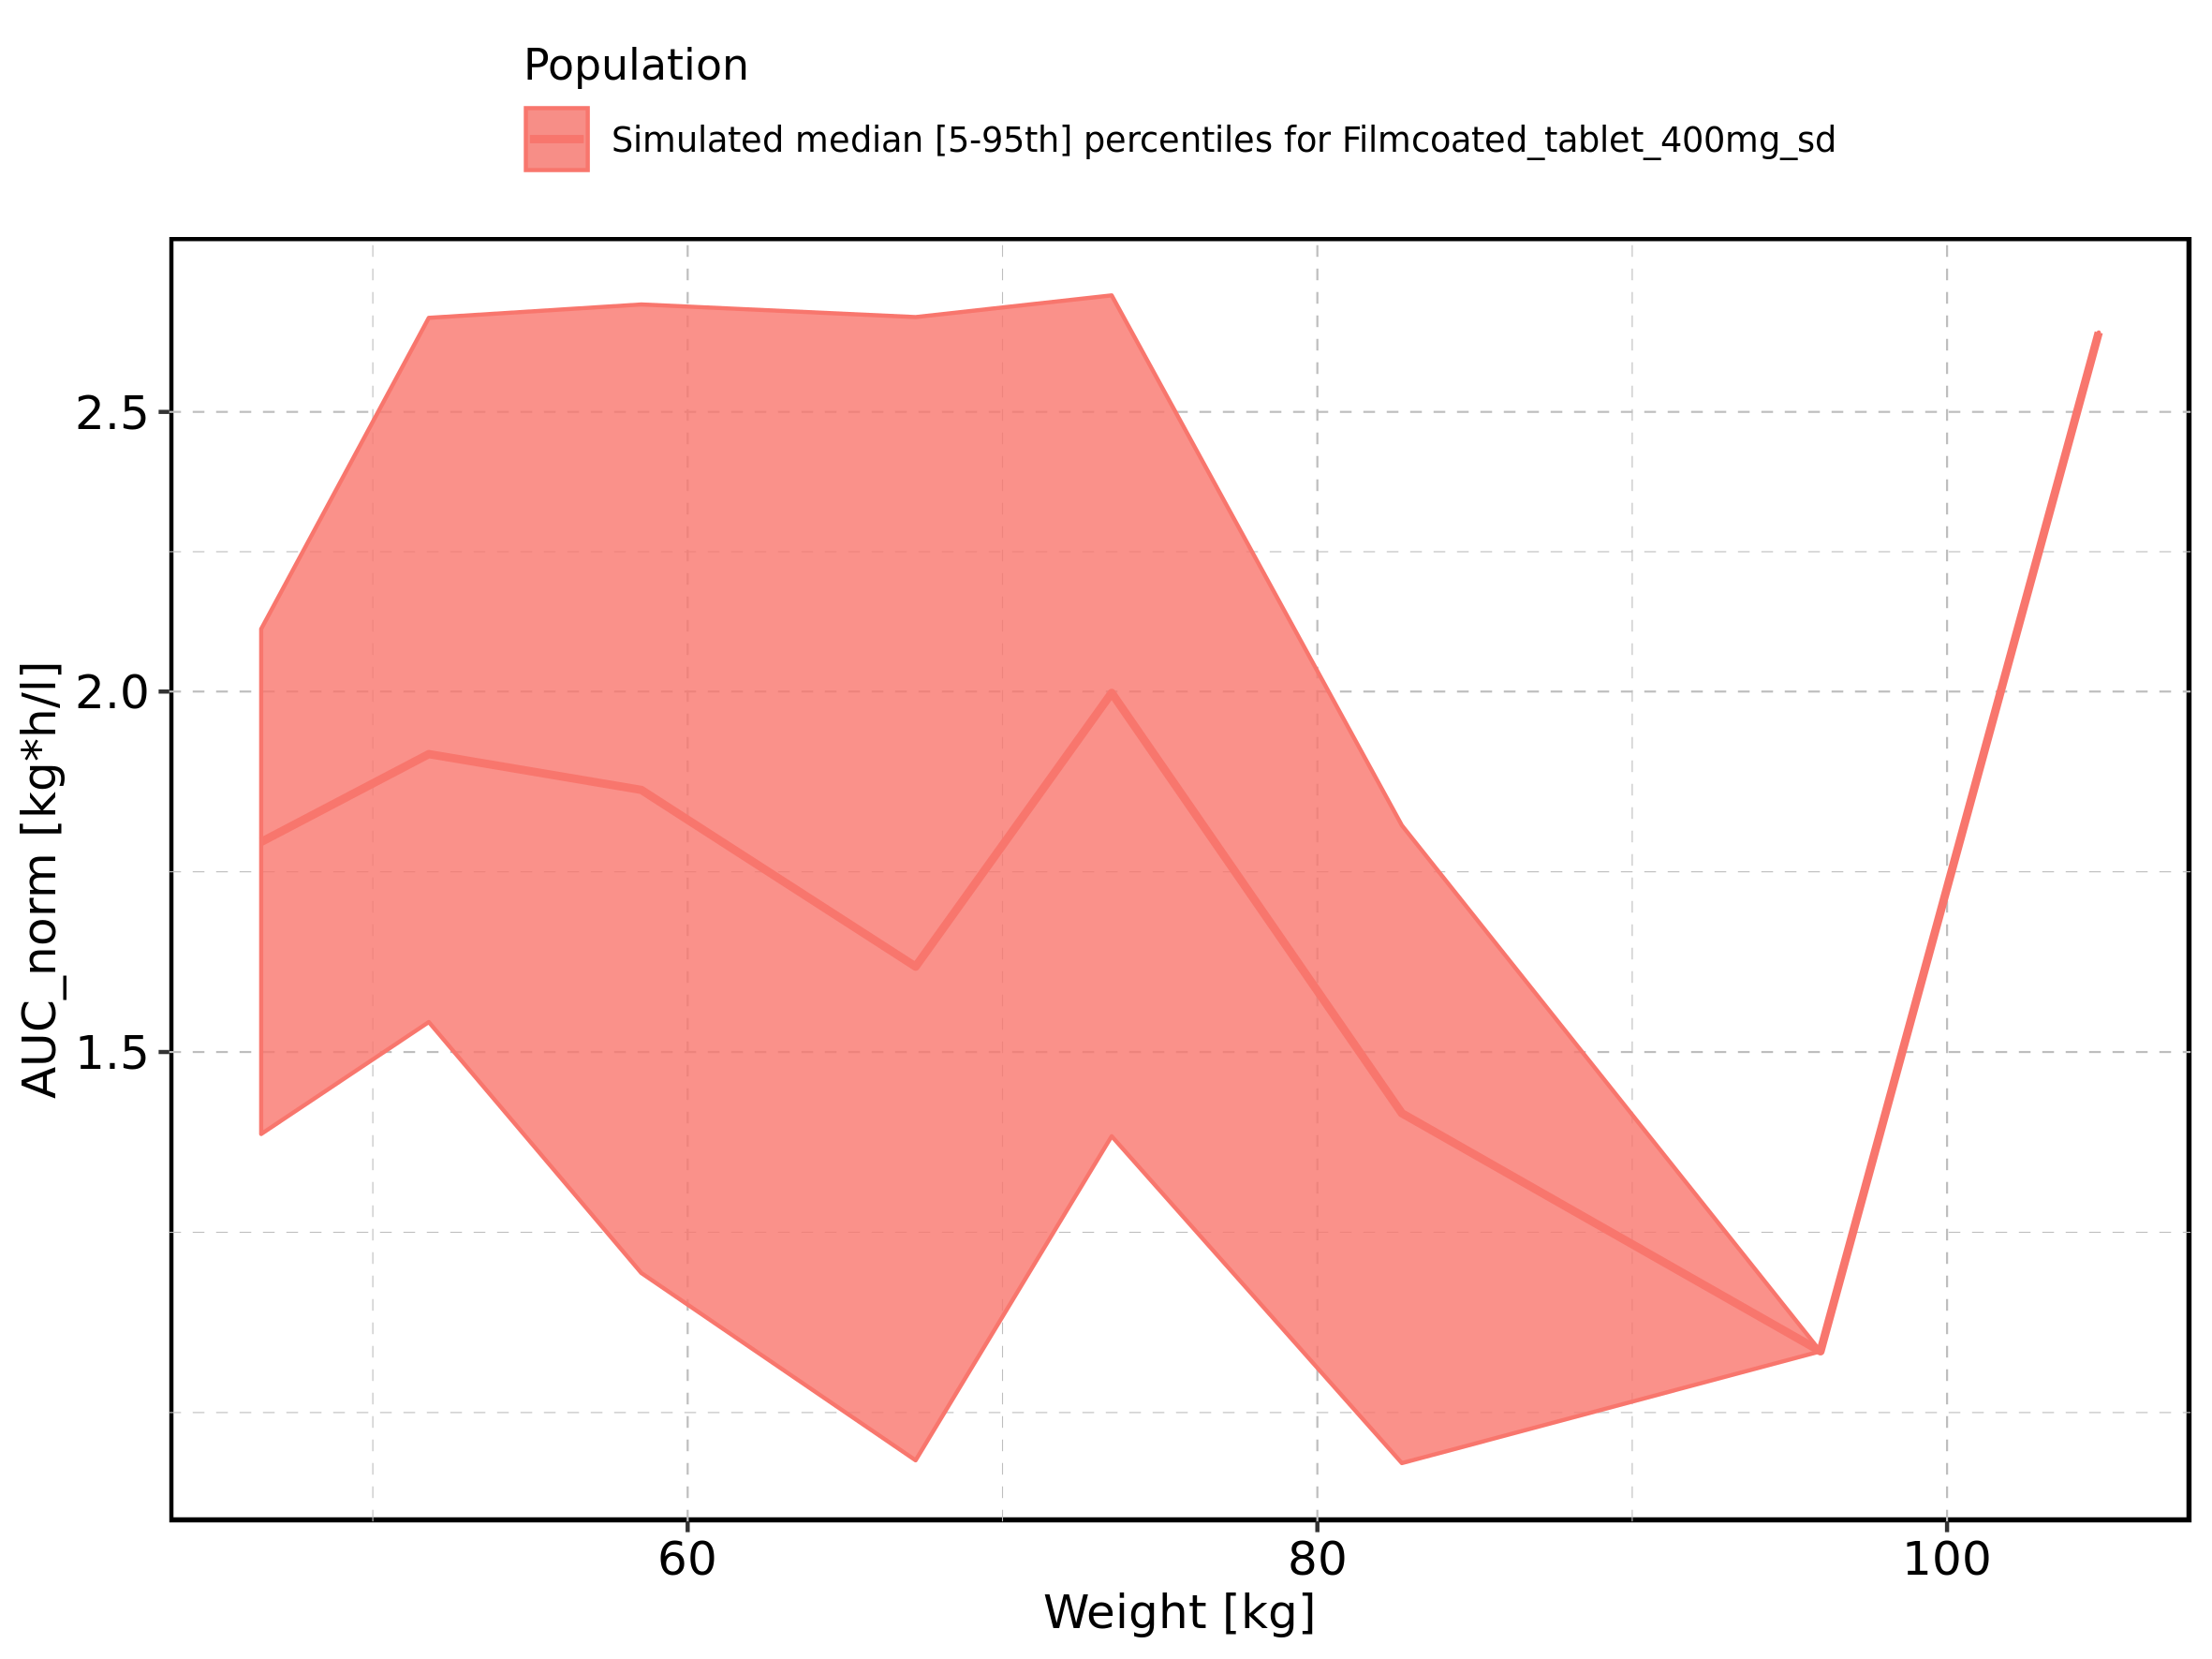 Population
Simulated median [5-95th] percentiles for Filmcoated_tablet_400mg_sd
AUC_norm [kg*h/l]
2.5
2.0
1.5
60
80
100
Weight [kg]